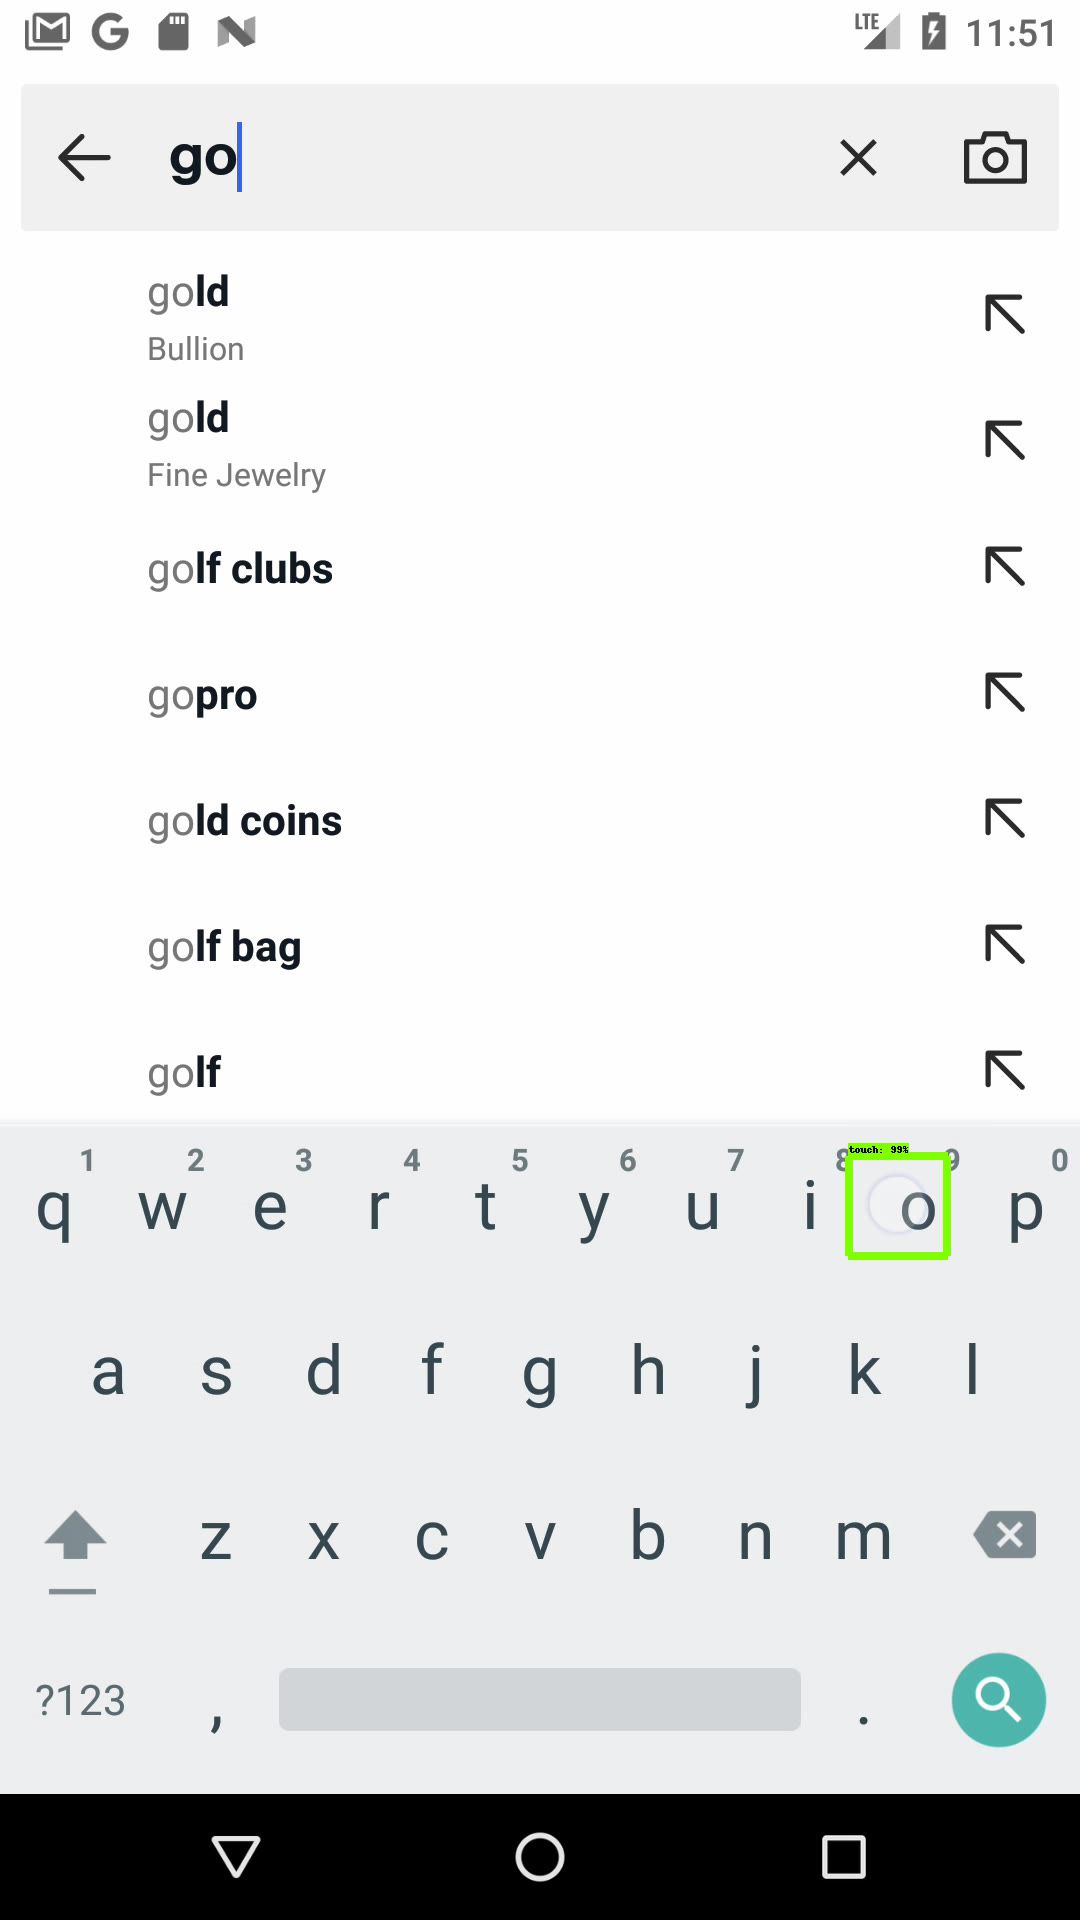 LTE 11:51
go
gold
Bullion
gold
Fine Jewelry
golf clubs
gopro
gold coins
golf bag
golf
1 2 3 4 5 6 7 8 9 0
touch: 99%
q w e r t y u i o p
a s d f g h j k l
z x c v b n m
?123 , .